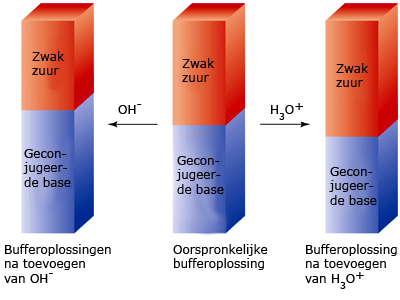 Zwak
zuur
Zwak
zuur
Zwak
zuur
OH⁻
H₃O⁺
Gecon-
jugeer-
de base
Gecon-
jugeer-
de base
Gecon-
jugeer-
de base
Bufferoplossingen
na toevoegen
van OH⁻
Oorspronkelijke
bufferoplossing
Bufferoplossing
na toevoegen
van H₃O⁺